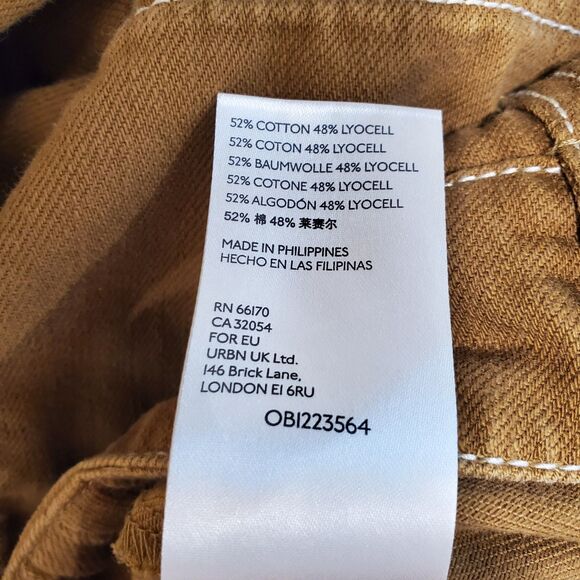 52% COTTON 48% LYOCELL
52% COTON 48% LYOCELL
52% BAUMWOLLE 48% LYOCELL
52% COTONE 48% LYOCELL
52% ALGODÓN 48% LYOCELL
52% 棉 48% 莱赛尔
MADE IN PHILIPPINES
HECHO EN LAS FILIPINAS
RN 66170
CA 32054
FOR EU
URBN UK Ltd.
146 Brick Lane,
LONDON E1 6RU
OB1223564